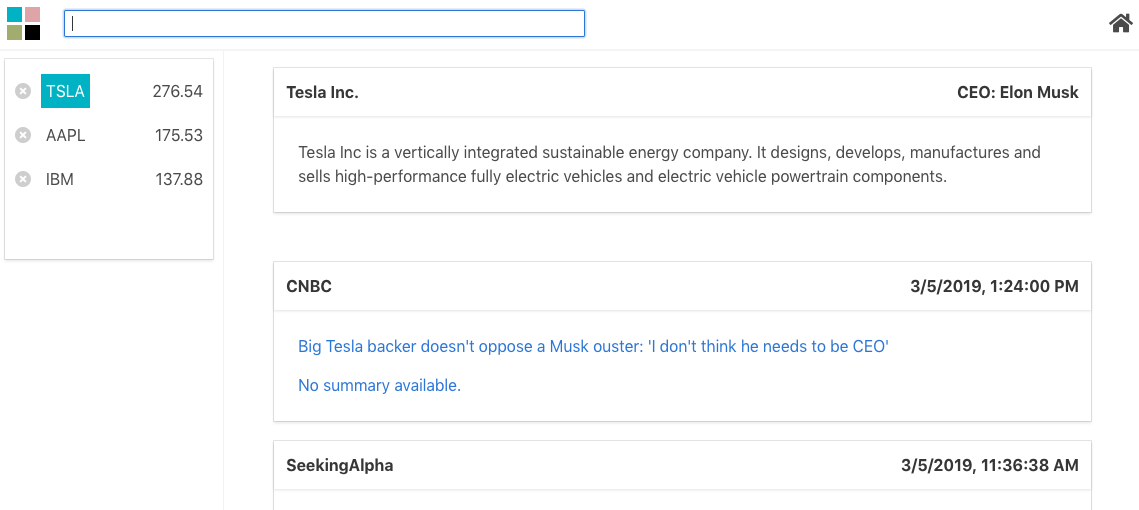 TSLA 276.54
AAPL 175.53
IBM 137.88
Tesla Inc. CEO: Elon Musk
Tesla Inc is a vertically integrated sustainable energy company. It designs, develops, manufactures and
sells high-performance fully electric vehicles and electric vehicle powertrain components.
CNBC 3/5/2019, 1:24:00 PM
Big Tesla backer doesn't oppose a Musk ouster: 'I don't think he needs to be CEO'
No summary available.
SeekingAlpha 3/5/2019, 11:36:38 AM